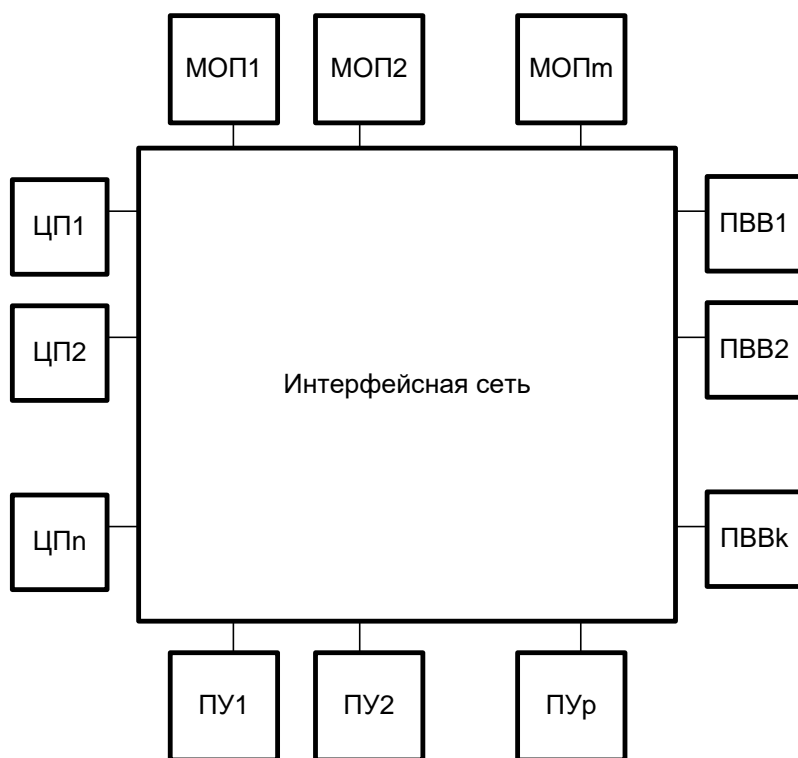 МОП1 МОП2 МОПm
ЦП1 ПВВ1
ЦП2 ПВВ2
Интерфейсная сеть
ЦПn ПВВk
ПУ1 ПУ2 ПУp